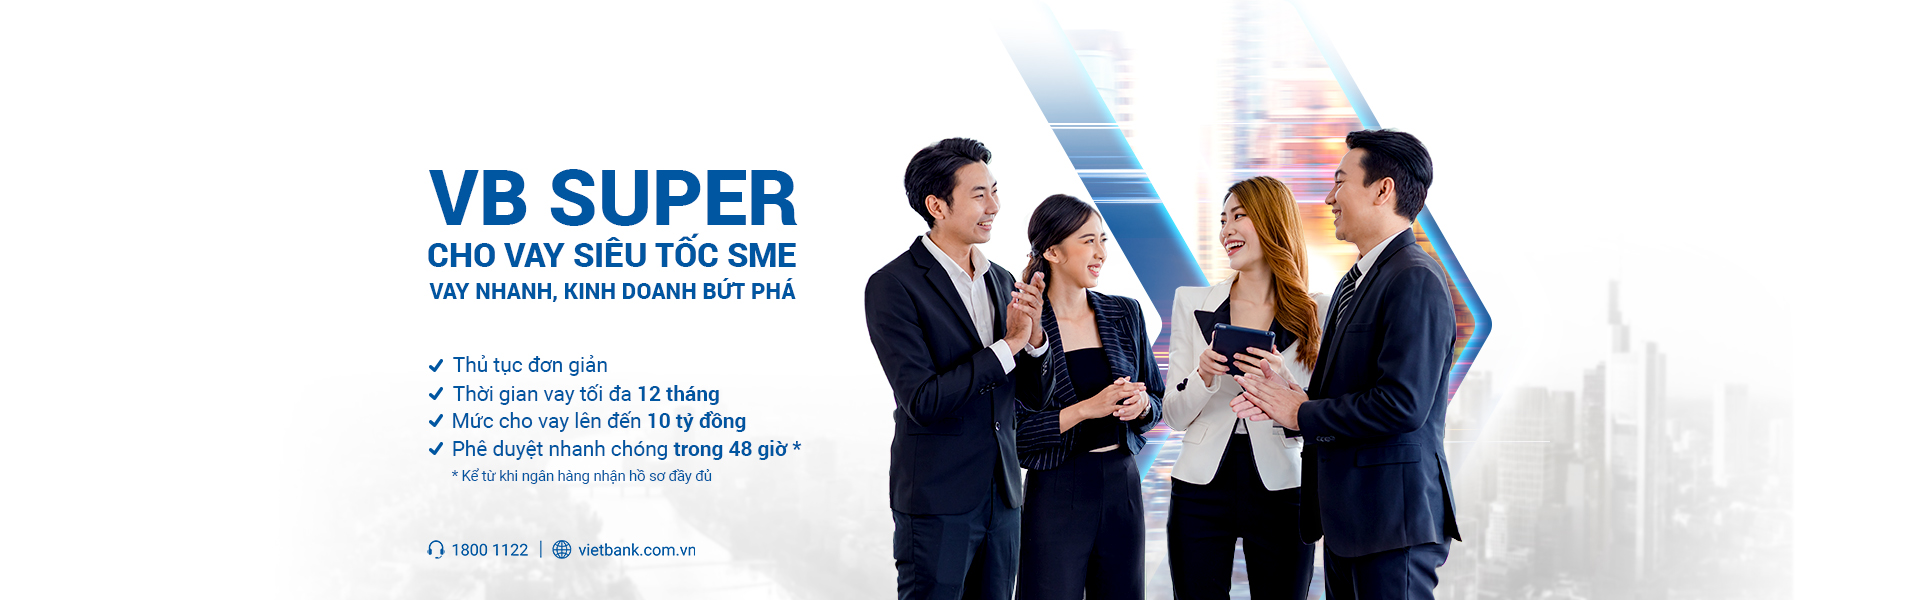 VB SUPER
CHO VAY SIÊU TỐC SME
VAY NHANH, KINH DOANH BỨT PHÁ
Thủ tục đơn giản
Thời gian vay tối đa 12 tháng
Mức cho vay lên đến 10 tỷ đồng
Phê duyệt nhanh chóng trong 48 giờ *
* Kể từ khi ngân hàng nhận hồ sơ đầy đủ
1800 1122 | vietbank.com.vn